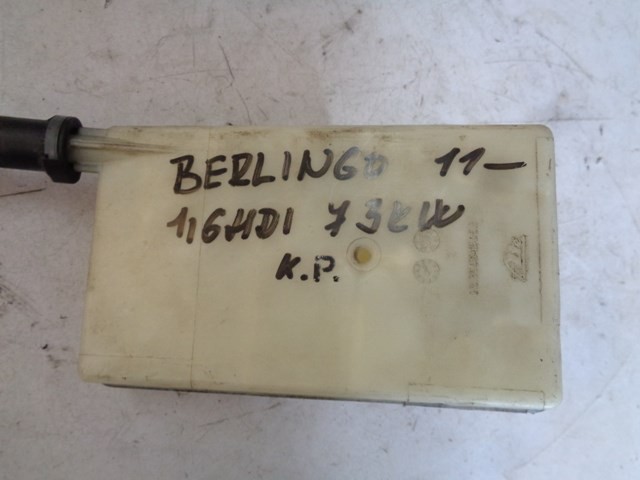 BERLINGO 11-
1,6HDI 73KW
K.P.